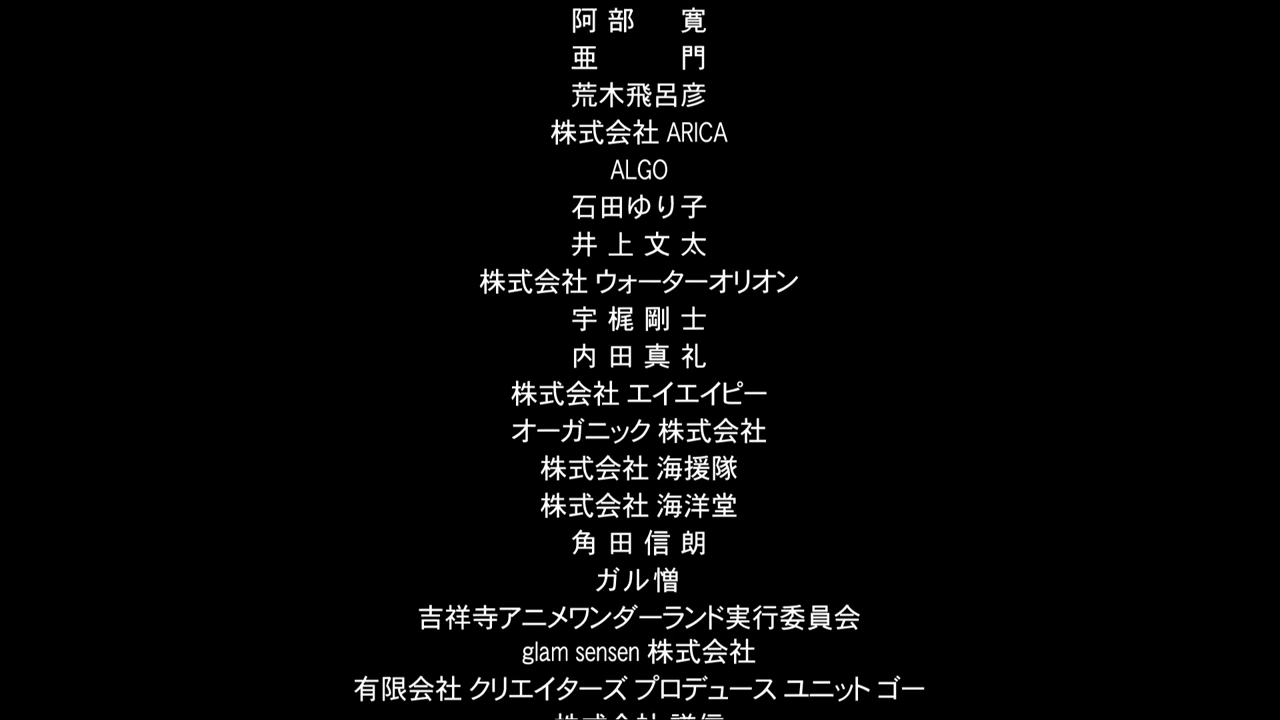 阿部 寛
亜 門
荒木飛呂彦
株式会社 ARICA
ALGO
石田ゆり子
井上文太
株式会社 ウォーターオリオン
宇梶剛士
内田真礼
株式会社 エイエイピー
オーガニック 株式会社
株式会社 海援隊
株式会社 海洋堂
角田信朗
ガル憎
吉祥寺アニメワンダーランド実行委員会
glam sensen 株式会社
有限会社 クリエイターズ プロデュース ユニット ゴー
株式会社